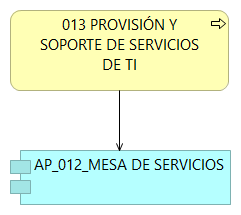 013 PROVISIÓN Y
SOPORTE DE SERVICIOS
DE TI
AP_012_MESA DE SERVICIOS